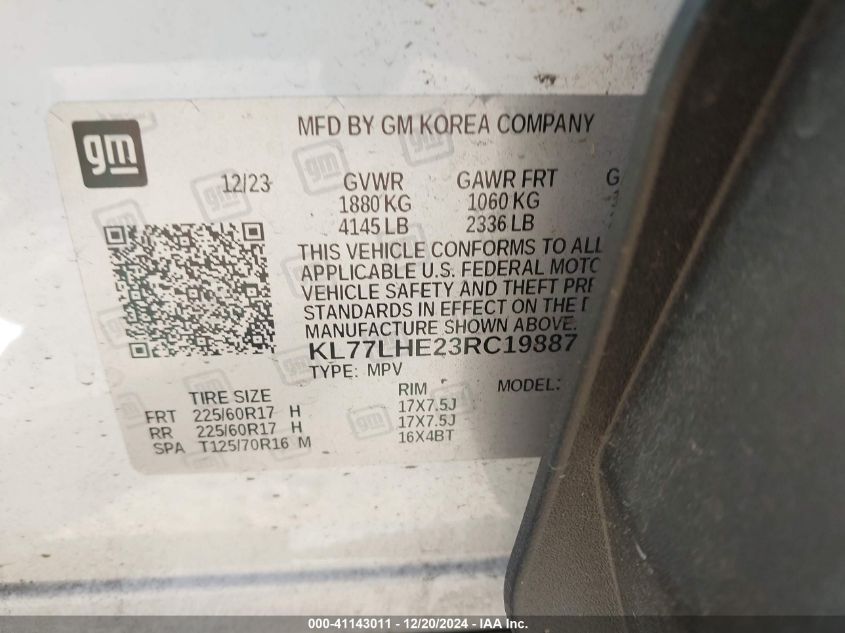 gm
MFD BY GM KOREA COMPANY
12/23 GVWR GAWR FRT G
1880 KG 1060 KG
4145 LB 2336 LB
THIS VEHICLE CONFORMS TO ALL
APPLICABLE U.S. FEDERAL MOTO
VEHICLE SAFETY AND THEFT PRE
STANDARDS IN EFFECT ON THE D
MANUFACTURE SHOWN ABOVE.
KL77LHE23RC19887
TYPE: MPV MODEL:
TIRE SIZE RIM
FRT 225/60R17 H 17X7.5J
RR 225/60R17 H 17X7.5J
SPA T125/70R16 M 16X4BT
000-41143011 - 12/20/2024 - IAA Inc.